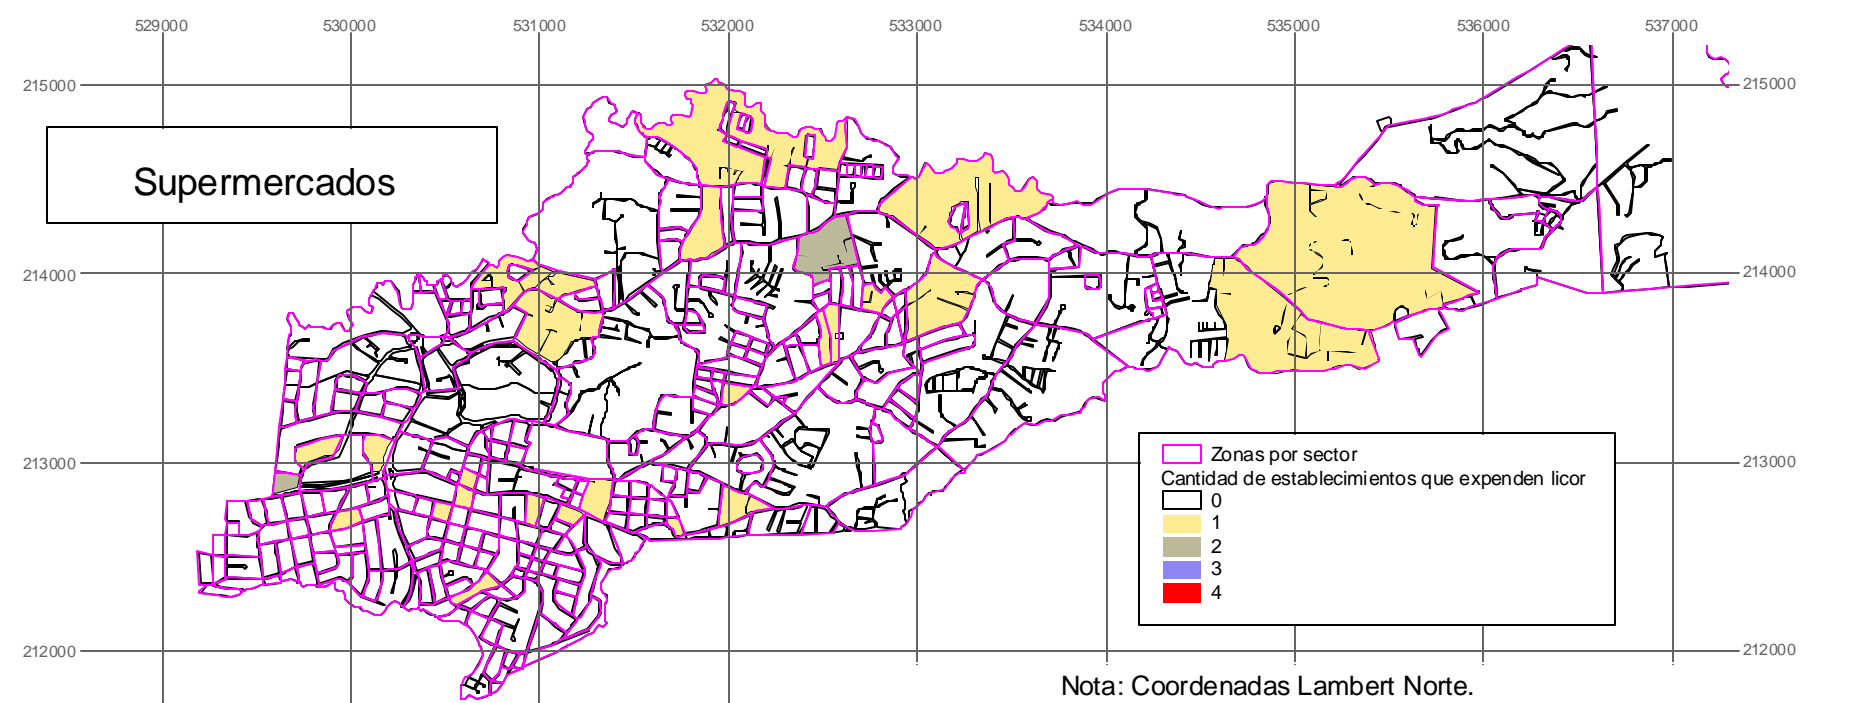 529000 530000 531000 532000 533000 534000 535000 536000 537000
215000 215000
Supermercados
214000 214000
213000 213000
Zonas por sector
Cantidad de establecimientos que expenden licor
0
1
2
3
4
212000 212000
Nota: Coordenadas Lambert Norte.